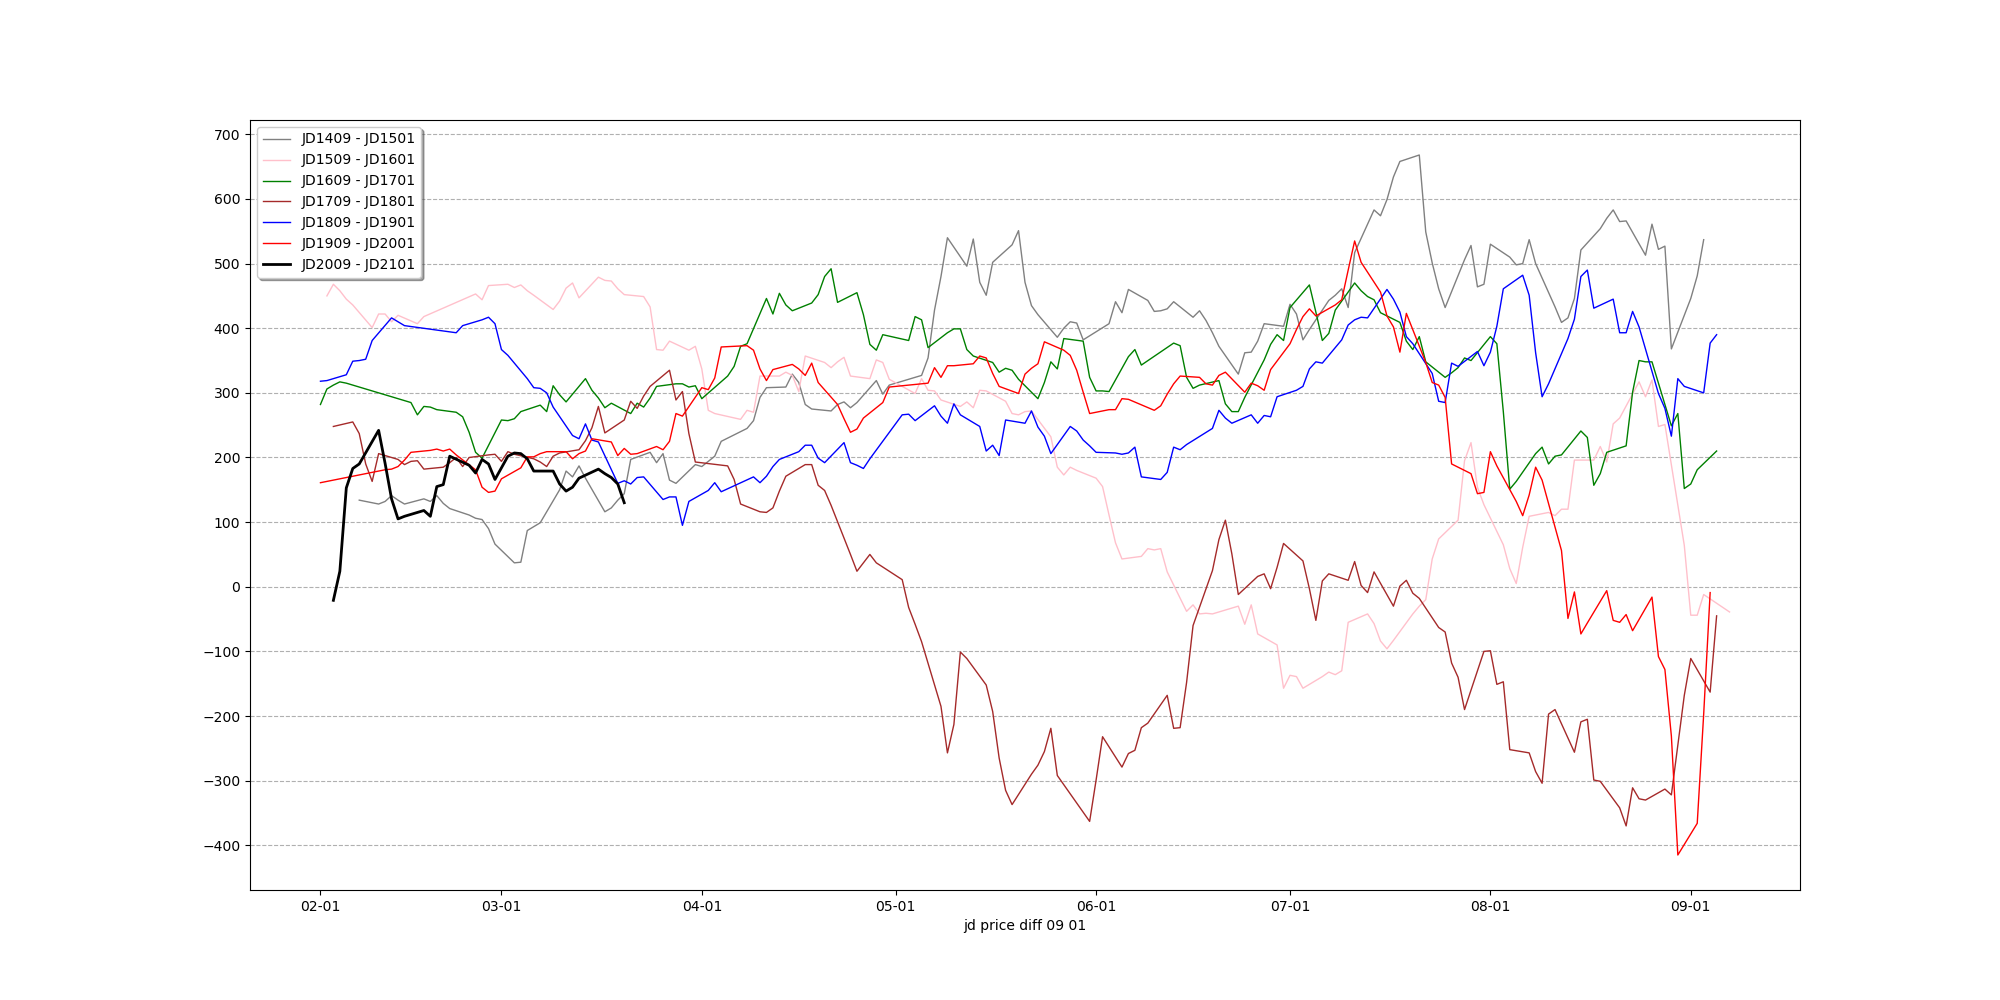 JD1409 - JD1501
JD1509 - JD1601
JD1609 - JD1701
JD1709 - JD1801
JD1809 - JD1901
JD1909 - JD2001
JD2009 - JD2101
700
600
500
400
300
200
100
0
−100
−200
−300
−400
02-01 03-01 04-01 05-01 06-01 07-01 08-01 09-01
jd price diff 09 01